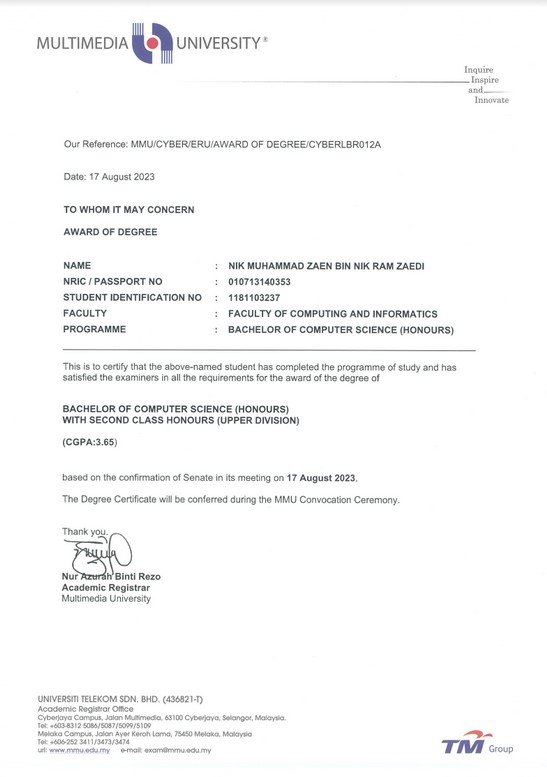 MULTIMEDIA UNIVERSITY®
Inquire
Inspire
and
Innovate
Our Reference: MMU/CYBER/ERU/AWARD OF DEGREE/CYBERLBR012A
Date: 17 August 2023
TO WHOM IT MAY CONCERN
AWARD OF DEGREE
NAME : NIK MUHAMMAD ZAEN BIN NIK RAM ZAEDI
NRIC / PASSPORT NO : 010713140353
STUDENT IDENTIFICATION NO : 1181103237
FACULTY : FACULTY OF COMPUTING AND INFORMATICS
PROGRAMME : BACHELOR OF COMPUTER SCIENCE (HONOURS)
This is to certify that the above-named student has completed the programme of study and has
satisfied the examiners in all the requirements for the award of the degree of
BACHELOR OF COMPUTER SCIENCE (HONOURS)
WITH SECOND CLASS HONOURS (UPPER DIVISION)
(CGPA:3.65)
based on the confirmation of Senate in its meeting on 17 August 2023.
The Degree Certificate will be conferred during the MMU Convocation Ceremony.
Thank you.
Nur Azurah Binti Rezo
Academic Registrar
Multimedia University
UNIVERSITI TELEKOM SDN. BHD. (436821-T)
Academic Registrar Office
Cyberjaya Campus, Jalan Multimedia, 63100 Cyberjaya, Selangor, Malaysia.
Tel: +603-8312 5086/5087/5099/5109
Melaka Campus, Jalan Ayer Keroh Lama, 75450 Melaka, Malaysia
Tel: +606-252 3411/3473/3474
url: www.mmu.edu.my e-mail: exam@mmu.edu.my
TM Group